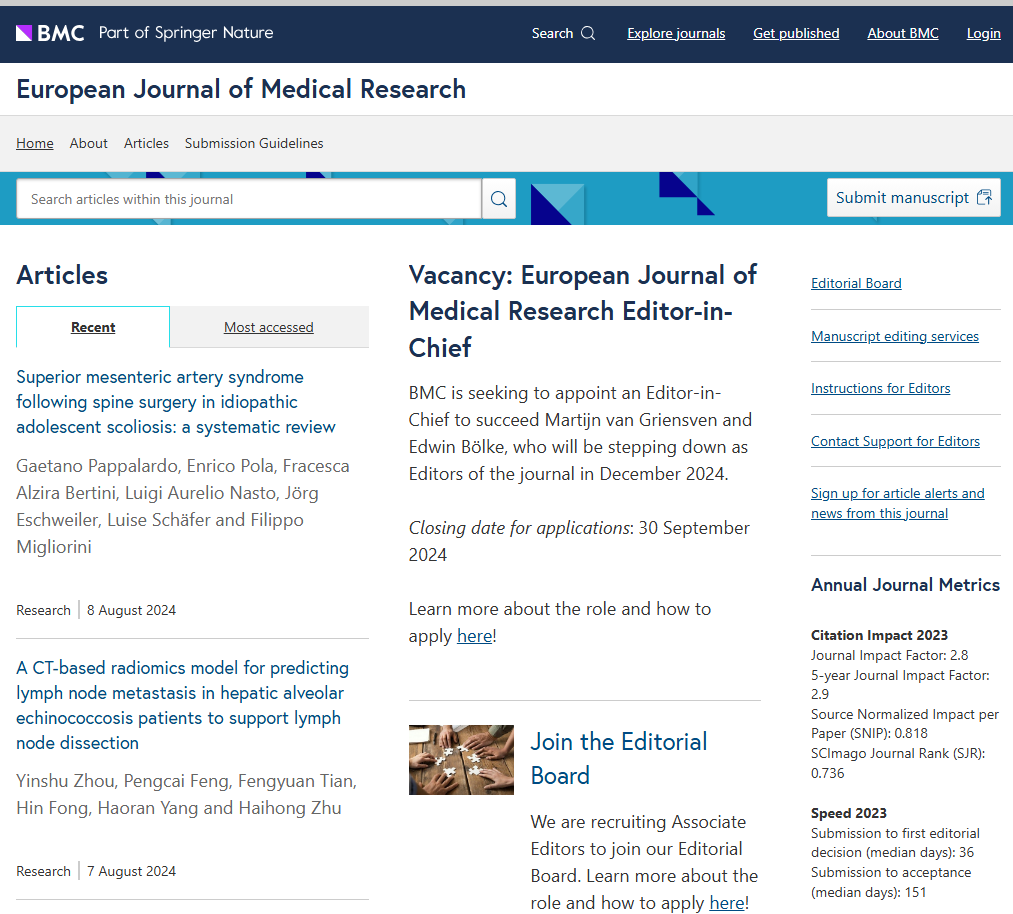 BMC Part of Springer Nature
Search
Explore journals
Get published
About BMC
Login
European Journal of Medical Research
Home
About
Articles
Submission Guidelines
Search articles within this journal
Submit manuscript
Articles
Recent
Most accessed
Superior mesenteric artery syndrome
following spine surgery in idiopathic
adolescent scoliosis: a systematic review
Gaetano Pappalardo, Enrico Pola, Fracesca
Alzira Bertini, Luigi Aurelio Nasto, Jörg
Eschweiler, Luise Schäfer and Filippo
Migliorini
Research
8 August 2024
A CT-based radiomics model for predicting
lymph node metastasis in hepatic alveolar
echinococcosis patients to support lymph
node dissection
Yinshu Zhou, Pengcai Feng, Fengyuan Tian,
Hin Fong, Haoran Yang and Haihong Zhu
Research
7 August 2024
Vacancy: European Journal of
Medical Research Editor-in-
Chief
BMC is seeking to appoint an Editor-in-
Chief to succeed Martijn van Griensven and
Edwin Bölke, who will be stepping down as
Editors of the journal in December 2024.
Closing date for applications: 30 September
2024
Learn more about the role and how to
apply here!
Join the Editorial
Board
We are recruiting Associate
Editors to join our Editorial
Board. Learn more about the
role and how to apply here!
Editorial Board
Manuscript editing services
Instructions for Editors
Contact Support for Editors
Sign up for article alerts and
news from this journal
Annual Journal Metrics
Citation Impact 2023
Journal Impact Factor: 2.8
5-year Journal Impact Factor:
2.9
Source Normalized Impact per
Paper (SNIP): 0.818
SCImago Journal Rank (SJR):
0.736
Speed 2023
Submission to first editorial
decision (median days): 36
Submission to acceptance
(median days): 151